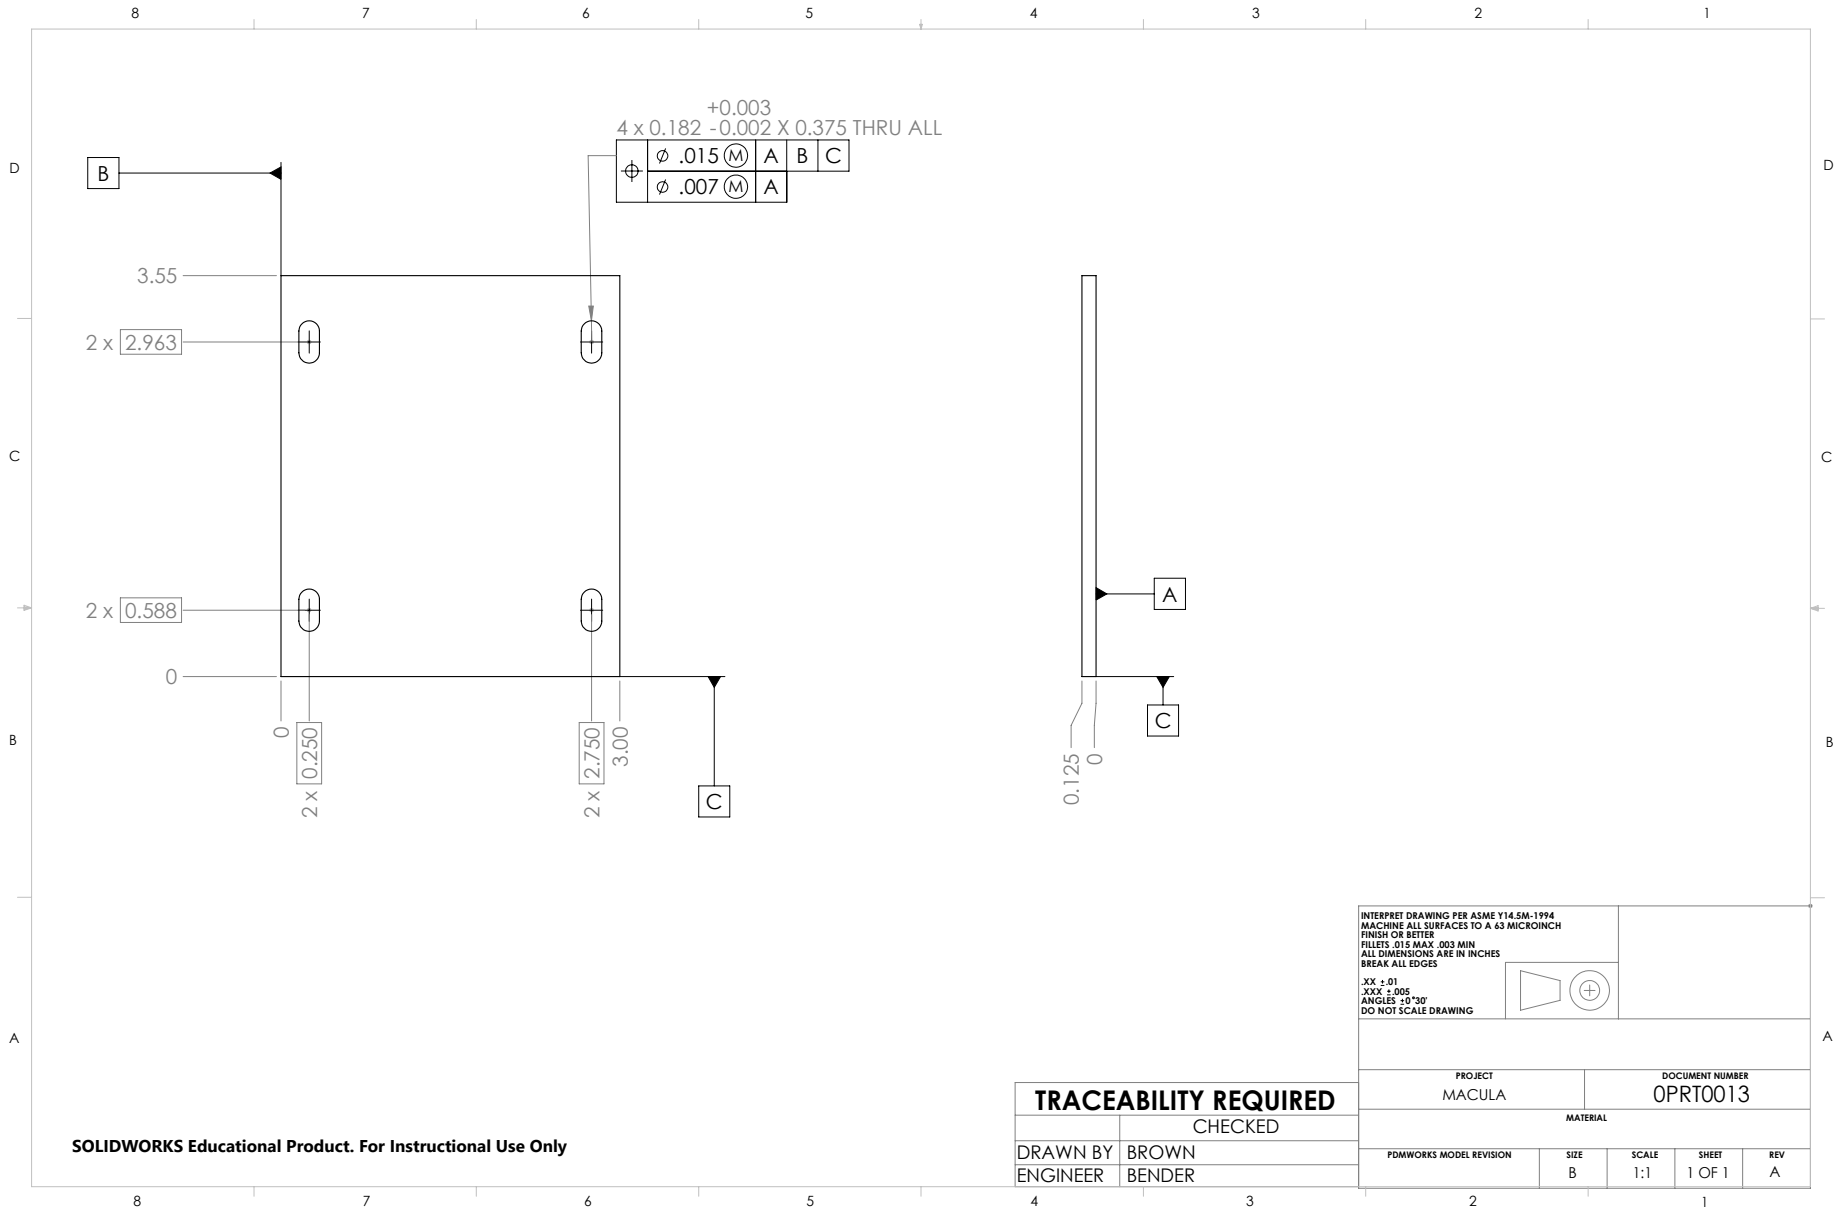 8 7 6 5 4 3 2 1
+0.003
4 x 0.182 -0.002 X 0.375 THRU ALL
⌖ ⌀ .015 Ⓜ A B C
⌀ .007 Ⓜ A
D
D
B
3.55
2 x 2.963
C
C
2 x 0.588
A
0
C
B
B
0
2 x 0.250
2 x 2.750
3.00
C
0.125
0
INTERPRET DRAWING PER ASME Y14.5M-1994
MACHINE ALL SURFACES TO A 63 MICROINCH
FINISH OR BETTER
FILLETS .015 MAX .003 MIN
ALL DIMENSIONS ARE IN INCHES
BREAK ALL EDGES
.XX ±.01
.XXX ±.005
ANGLES ±0°30'
DO NOT SCALE DRAWING
A
A
PROJECT
MACULA
DOCUMENT NUMBER
0PRT0013
MATERIAL
TRACEABILITY REQUIRED
CHECKED
DRAWN BY BROWN
ENGINEER BENDER
PDMWORKS MODEL REVISION
SIZE
B
SCALE
1:1
SHEET
1 OF 1
REV
A
SOLIDWORKS Educational Product. For Instructional Use Only
8 7 6 5 4 3 2 1